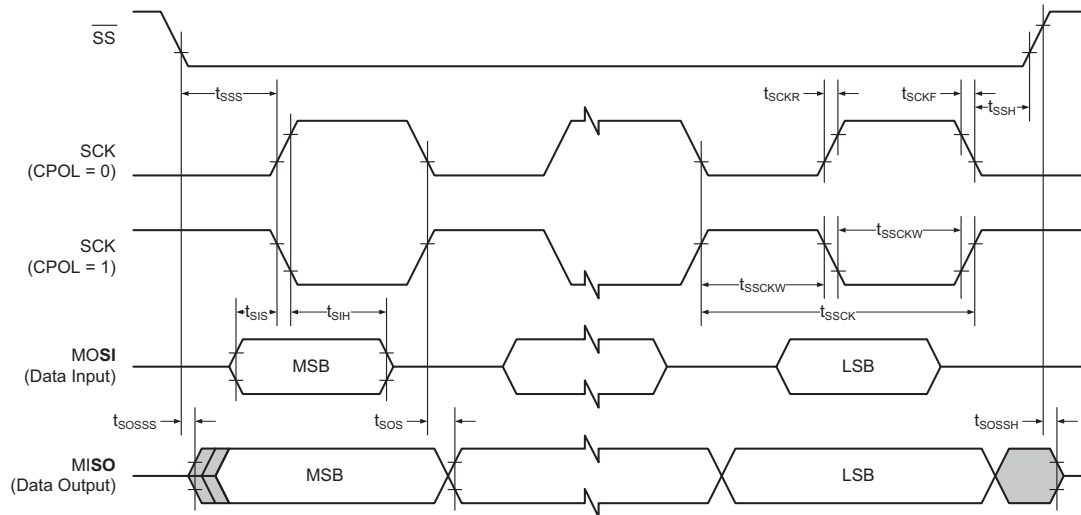 SS
tSSS
tSCKR
tSCKF
tSSH
SCK
(CPOL = 0)
SCK
(CPOL = 1)
tSSCKW
tSSCKW
tSSCK
tSIS
tSIH
MOSI
(Data Input)
MSB
LSB
tSOSSS
tSOS
tSOSSH
MISO
(Data Output)
MSB
LSB